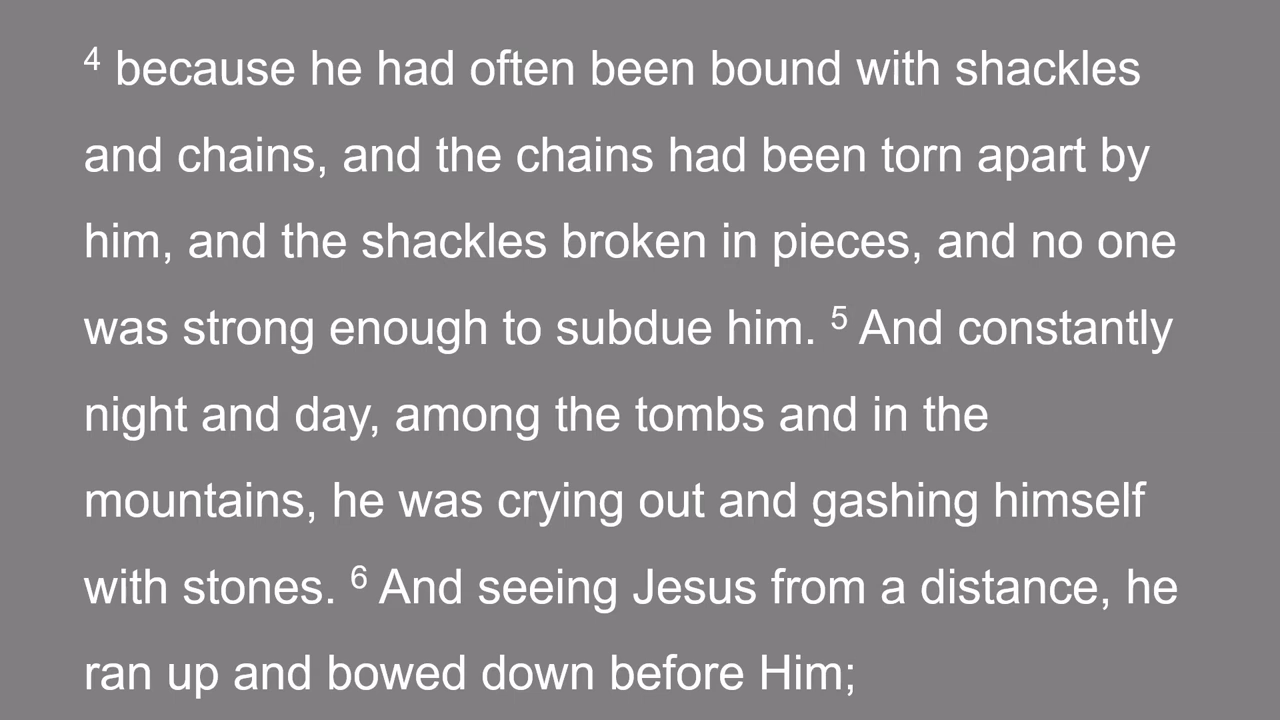 4 because he had often been bound with shackles
and chains, and the chains had been torn apart by
him, and the shackles broken in pieces, and no one
was strong enough to subdue him. 5 And constantly
night and day, among the tombs and in the
mountains, he was crying out and gashing himself
with stones. 6 And seeing Jesus from a distance, he
ran up and bowed down before Him;